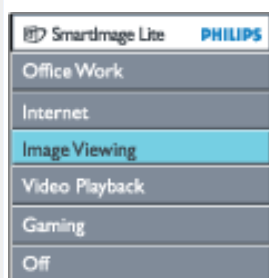 SmartImage Lite PHILIPS
Office Work
Internet
Image Viewing
Video Playback
Gaming
Off